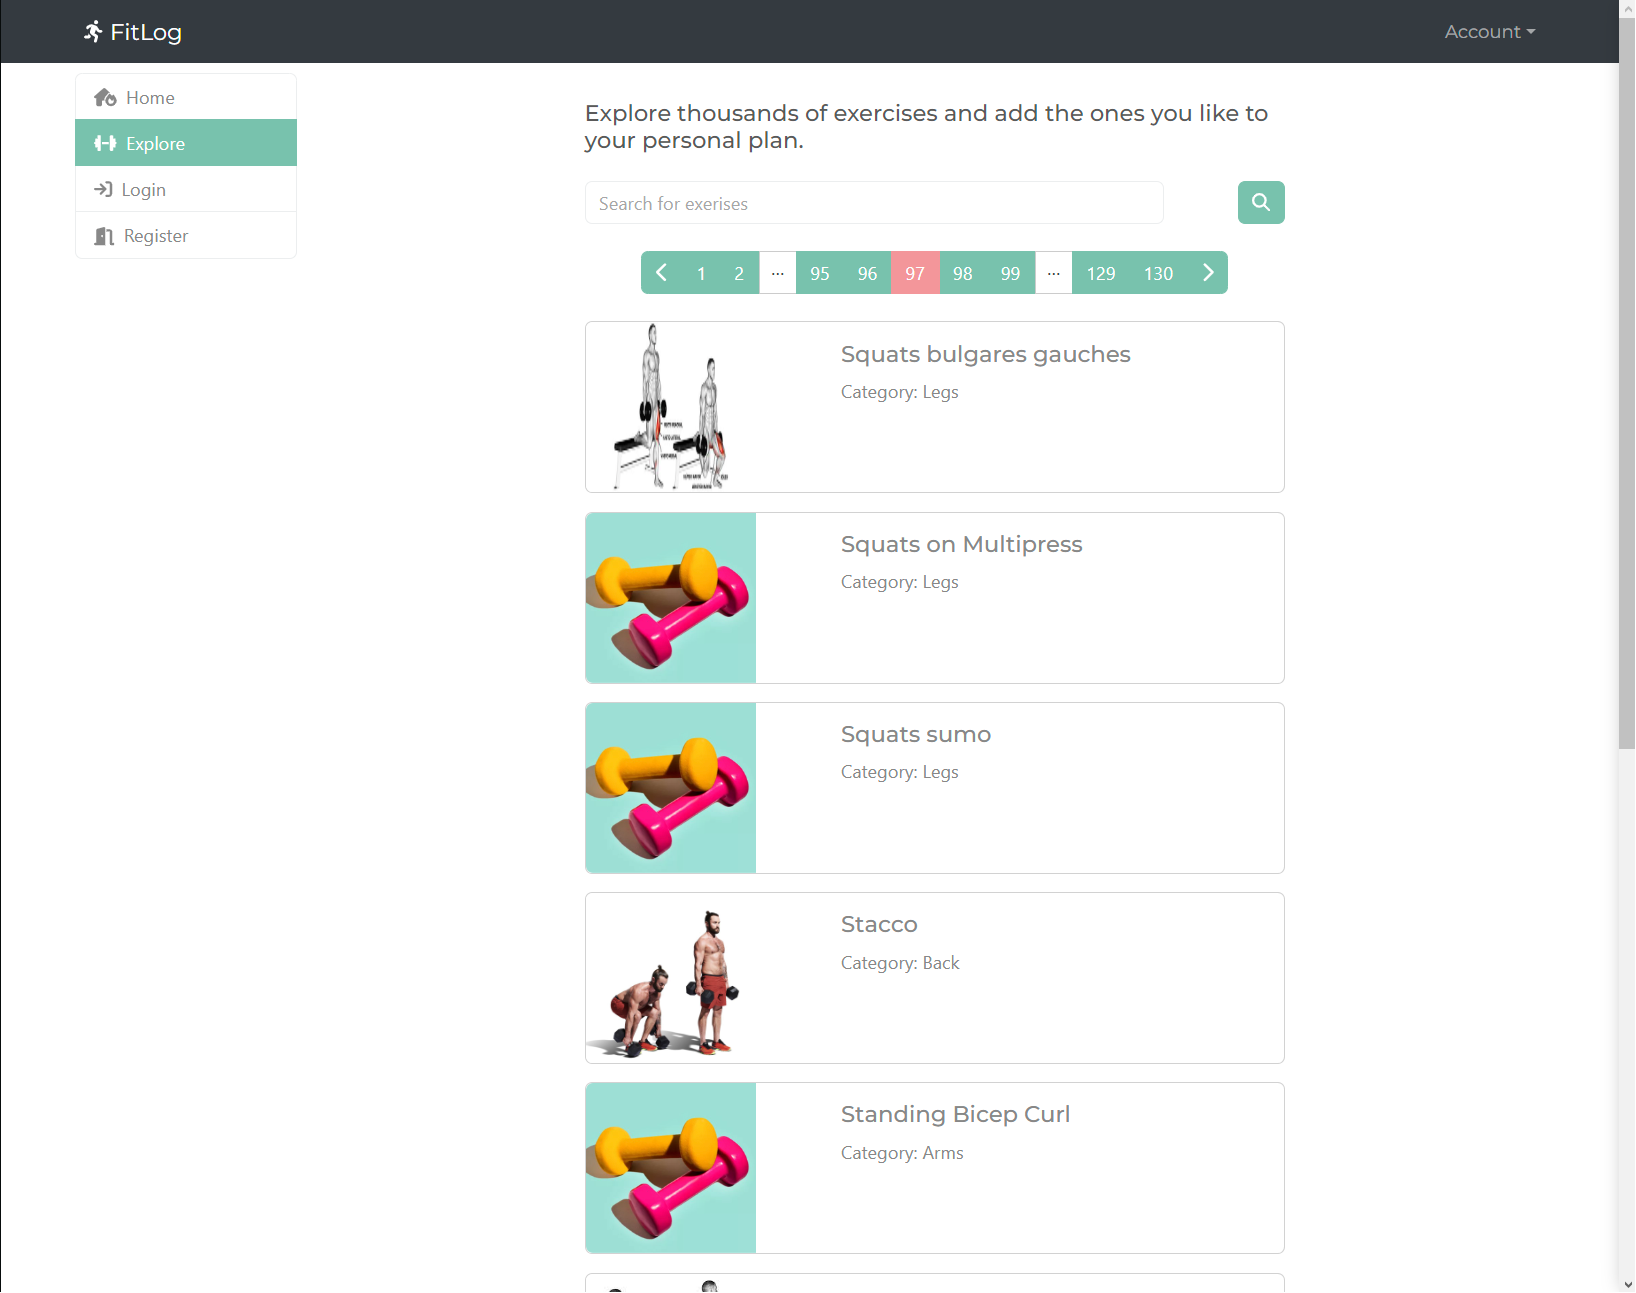 FitLog
Account
Home
Explore
Login
Register
Explore thousands of exercises and add the ones you like to
your personal plan.
Search for exerises
1 2 ... 95 96 97 98 99 ... 129 130
Squats bulgares gauches
Category: Legs
Squats on Multipress
Category: Legs
Squats sumo
Category: Legs
Stacco
Category: Back
Standing Bicep Curl
Category: Arms